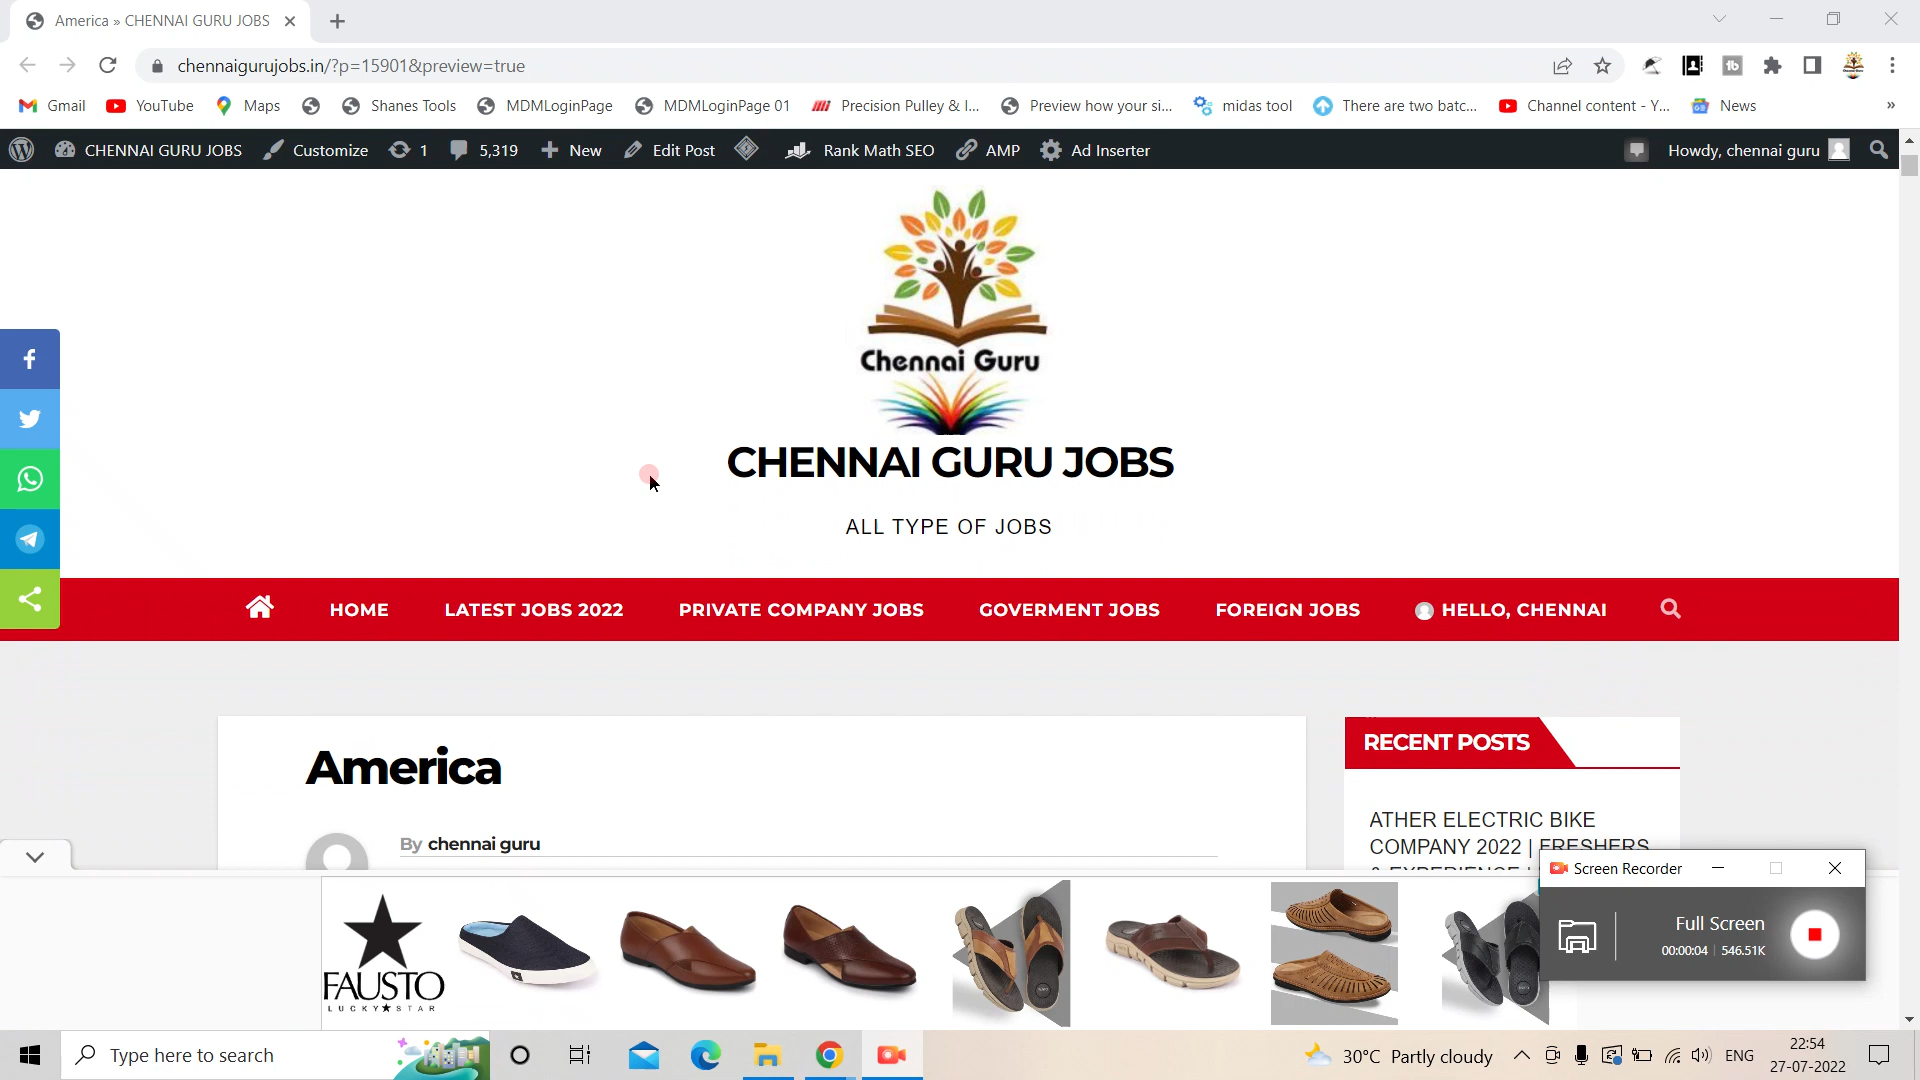 America » CHENNAI GURU JOBS
chennaigurujobs.in/?p=15901&preview=true
Gmail YouTube Maps Shanes Tools MDMLoginPage MDMLoginPage 01 Precision Pulley & I... Preview how your si... midas tool There are two batc... Channel content - Y... News »
CHENNAI GURU JOBS Customize 1 5,319 New Edit Post Rank Math SEO AMP Ad Inserter Howdy, chennai guru
Chennai Guru
CHENNAI GURU JOBS
ALL TYPE OF JOBS
HOME LATEST JOBS 2022 PRIVATE COMPANY JOBS GOVERMENT JOBS FOREIGN JOBS HELLO, CHENNAI
America
By chennai guru
RECENT POSTS
ATHER ELECTRIC BIKE
COMPANY 2022 | FRESHERS
Screen Recorder
Full Screen
00:00:04 | 546.51K
FAUSTO
LUCKY★STAR
Type here to search
30°C Partly cloudy ENG
22:54
27-07-2022